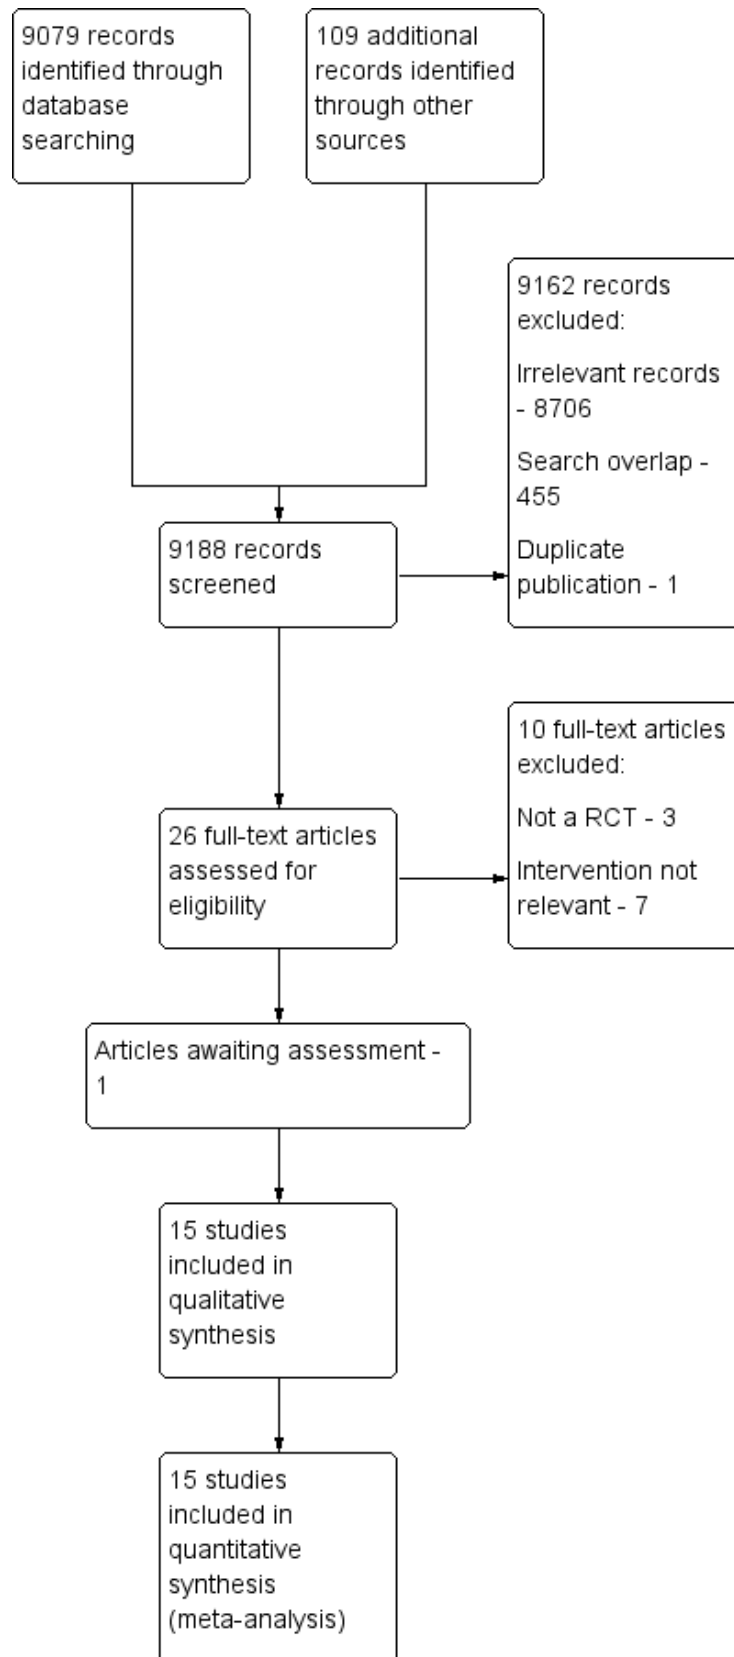 9079 records
identified through
database
searching
109 additional
records identified
through other
sources
9162 records
excluded:
Irrelevant records
- 8706
Search overlap -
455
Duplicate
publication - 1
9188 records
screened
10 full-text articles
excluded:
Not a RCT - 3
Intervention not
relevant - 7
26 full-text articles
assessed for
eligibility
Articles awaiting assessment -
1
15 studies
included in
qualitative
synthesis
15 studies
included in
quantitative
synthesis
(meta-analysis)